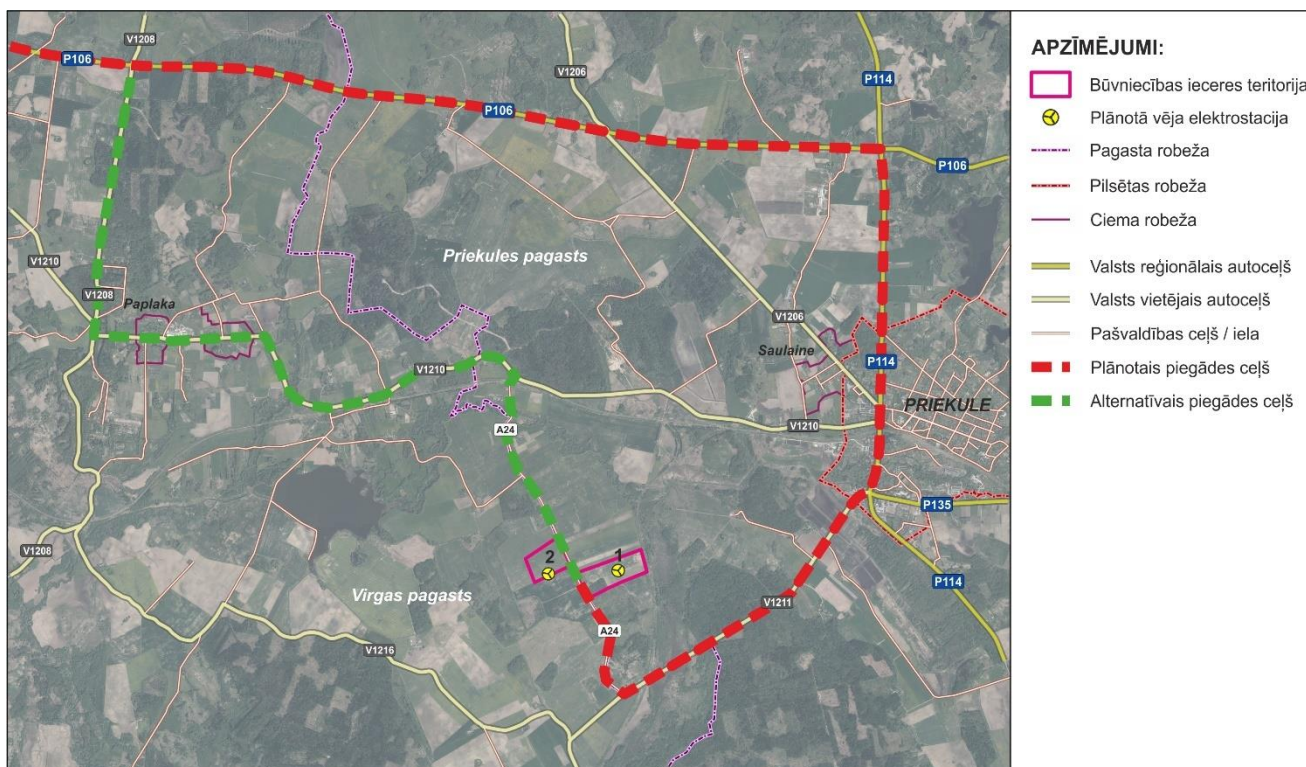 V1208
P106
V1206
P114
P106
P106
V1210
V1208
Paplaka
Priekules pagasts
V1206
Saulaine
P114
V1210
PRIEKULE
V1210
A24
P135
V1208
2
1
P114
Virgas pagasts
V1211
A24
V1216
APZĪMĒJUMI:
Būvniecības ieceres teritorija
Plānotā vēja elektrostacija
Pagasta robeža
Pilsētas robeža
Ciema robeža
Valsts reģionālais autoceļš
Valsts vietējais autoceļš
Pašvaldības ceļš / iela
Plānotais piegādes ceļš
Alternatīvais piegādes ceļš